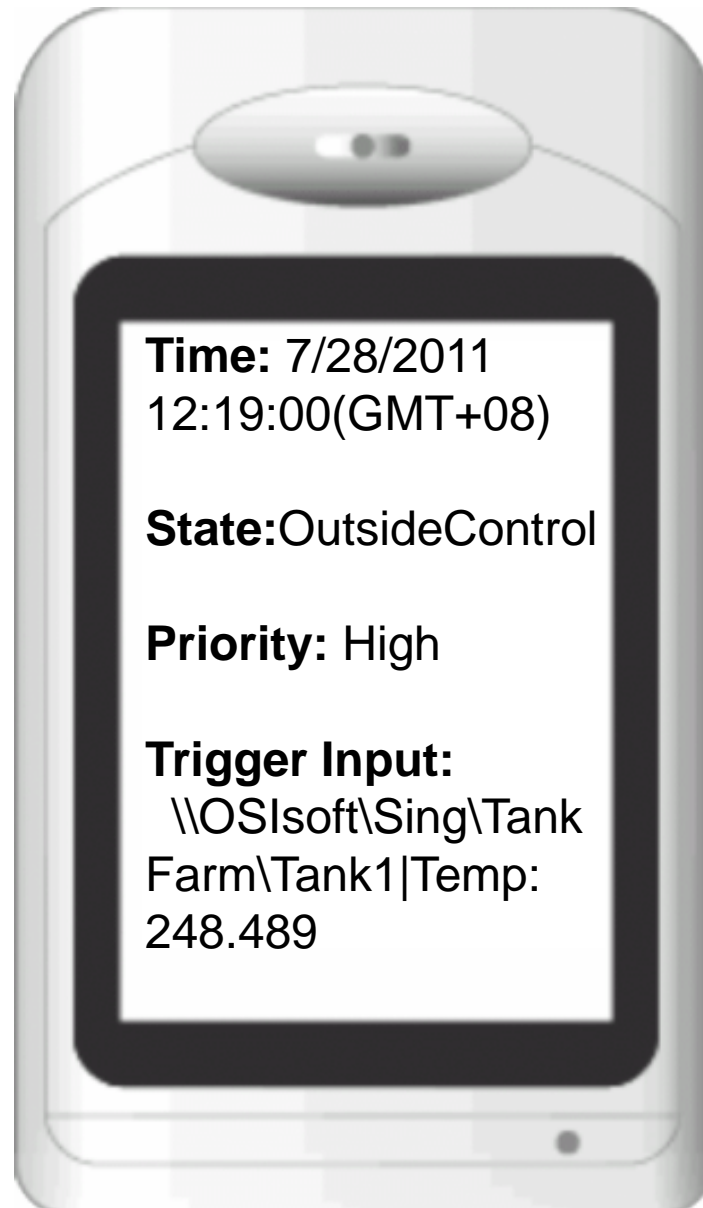 Time: 7/28/2011
12:19:00(GMT+08)
State:OutsideControl
Priority: High
Trigger Input:
\\OSIsoft\Sing\Tank
Farm\Tank1|Temp:
248.489